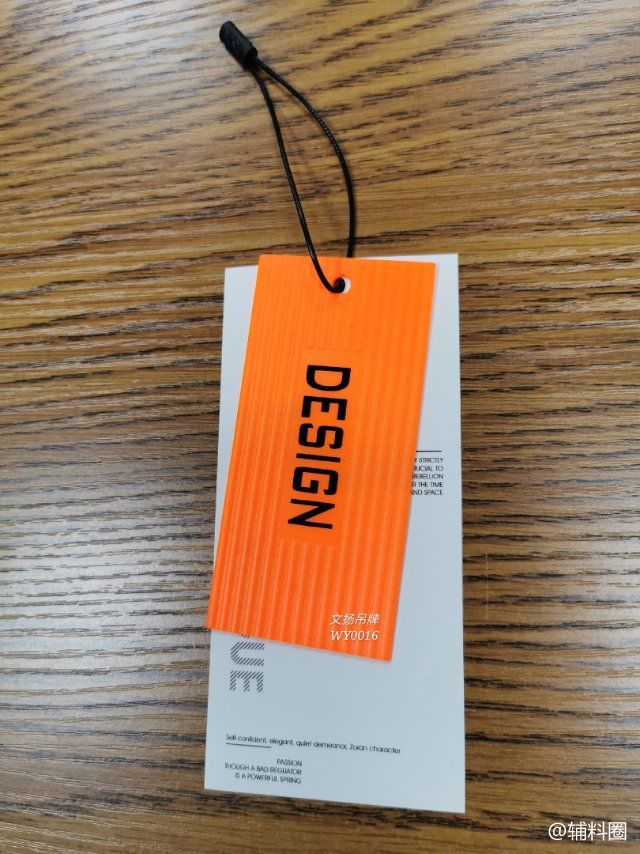 DESIGN
R STRICTLY
RUCIAL TO
REBELLION
R THE TIME
AND SPACE
文扬吊牌
WY0016
UE
Self-confident, elegant, quiet demeanor, Zoran character
PASSION
THOUGH A BAD REGULATOR
IS A POWERFUL SPRING
@辅料圈